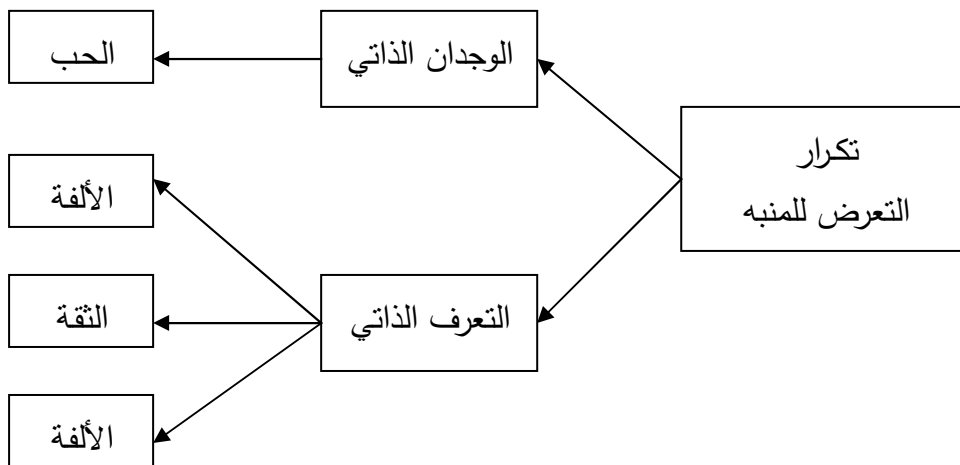 تكرار
التعرض للمنبه
الوجدان الذاتي
الحب
التعرف الذاتي
الألفة
الثقة
الألفة